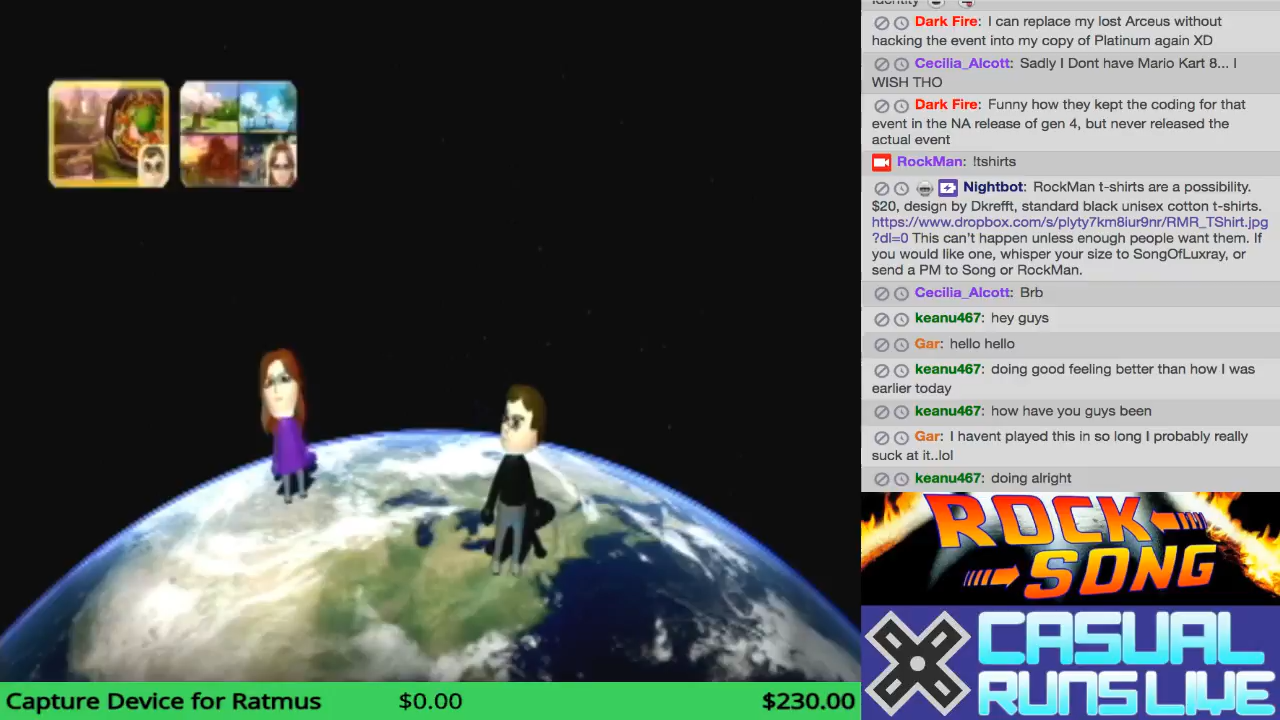 Identity
Dark Fire: I can replace my lost Arceus without
hacking the event into my copy of Platinum again XD
Cecilia_Alcott: Sadly I Dont have Mario Kart 8... I
WISH THO
Dark Fire: Funny how they kept the coding for that
event in the NA release of gen 4, but never released the
actual event
RockMan: !tshirts
Nightbot: RockMan t-shirts are a possibility.
$20, design by Dkrefft, standard black unisex cotton t-shirts.
https://www.dropbox.com/s/plyty7km8iur9nr/RMR_TShirt.jpg
?dl=0 This can't happen unless enough people want them. If
you would like one, whisper your size to SongOfLuxray, or
send a PM to Song or RockMan.
Cecilia_Alcott: Brb
keanu467: hey guys
Gar: hello hello
keanu467: doing good feeling better than how I was
earlier today
keanu467: how have you guys been
Gar: I havent played this in so long I probably really
suck at it..lol
keanu467: doing alright
ROCK
SONG
CASUAL
RUNS LIVE
Capture Device for Ratmus $0.00 $230.00